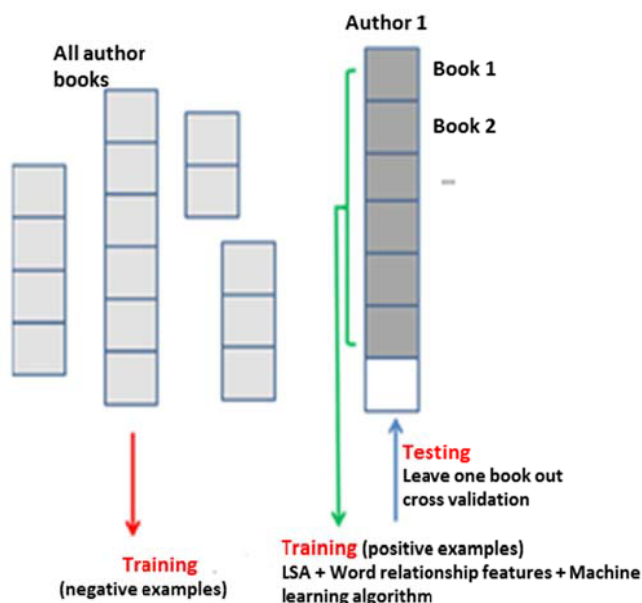 Author 1
All author
books
Book 1
Book 2
Testing
Leave one book out
cross validation
Training
(negative examples)
Training (positive examples)
LSA + Word relationship features + Machine
learning algorithm